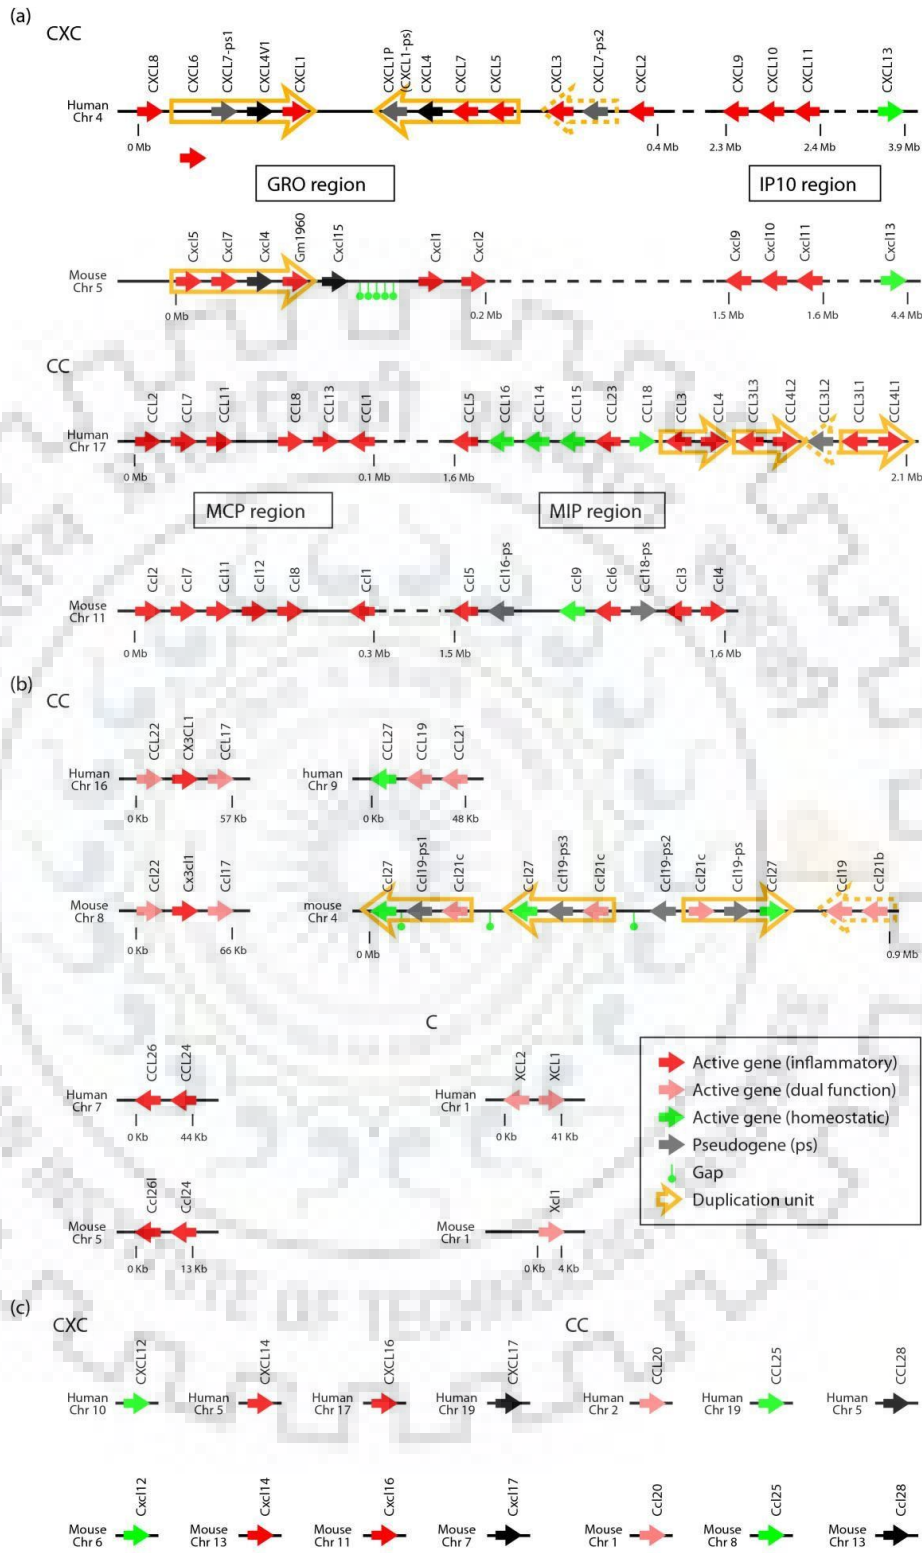 (a)
CXC
CXCL8 CXCL6 CXCL7-ps1 CXCL4V1 CXCL1 CXCL1P (CXCL1-ps) CXCL4 CXCL7 CXCL5 CXCL3 CXCL7-ps2 CXCL2 CXCL9 CXCL10 CXCL11 CXCL13
Human
Chr 4
0 Mb 0.4 Mb 2.3 Mb 2.4 Mb 3.9 Mb
GRO region IP10 region
Cxcl5 Cxcl7 Cxcl4 Gm1960 Cxcl15 Cxcl1 Cxcl2 Cxcl9 Cxcl10 Cxcl11 Cxcl13
Mouse
Chr 5
0 Mb 0.2 Mb 1.5 Mb 1.6 Mb 4.4 Mb
CC
CCL2 CCL7 CCL11 CCL8 CCL13 CCL1 CCL5 CCL16 CCL14 CCL15 CCL23 CCL18 CCL3 CCL4 CCL3L3 CCL4L2 CCL3L2 CCL3L1 CCL4L1
Human
Chr 17
0 Mb 0.1 Mb 1.6 Mb 2.1 Mb
MCP region MIP region
Ccl2 Ccl7 Ccl11 Ccl12 Ccl8 Ccl1 Ccl5 Ccl16-ps Ccl9 Ccl6 Ccl18-ps Ccl3 Ccl4
Mouse
Chr 11
0 Mb 0.3 Mb 1.5 Mb 1.6 Mb
(b)
CC
CCL22 CX3CL1 CCL17 CCL27 CCL19 CCL21
Human
Chr 16
human
Chr 9
0 Kb 57 Kb 0 Kb 48 Kb
Ccl22 Cx3cl1 Ccl17 Ccl27 Ccl19-ps1 Ccl21c Ccl27 Ccl19-ps3 Ccl21c Ccl19-ps2 Ccl21c Ccl19-ps Ccl27 Ccl19 Ccl21b
Mouse
Chr 8
mouse
Chr 4
0 Kb 66 Kb 0 Mb 0.9 Mb
C
CCL26 CCL24 XCL2 XCL1
Human
Chr 7
Human
Chr 1
0 Kb 44 Kb 0 Kb 41 Kb
Ccl26l Ccl24 Xcl1
Mouse
Chr 5
Mouse
Chr 1
0 Kb 13 Kb 0 Kb 4 Kb
Active gene (inflammatory)
Active gene (dual function)
Active gene (homeostatic)
Pseudogene (ps)
Gap
Duplication unit
(c)
CXC CC
CXCL12 CXCL14 CXCL16 CXCL17 CCL20 CCL25 CCL28
Human
Chr 10
Human
Chr 5
Human
Chr 17
Human
Chr 19
Human
Chr 2
Human
Chr 19
Human
Chr 5
Cxcl12 Cxcl14 Cxcl16 Cxcl17 Ccl20 Ccl25 Ccl28
Mouse
Chr 6
Mouse
Chr 13
Mouse
Chr 11
Mouse
Chr 7
Mouse
Chr 1
Mouse
Chr 8
Mouse
Chr 13